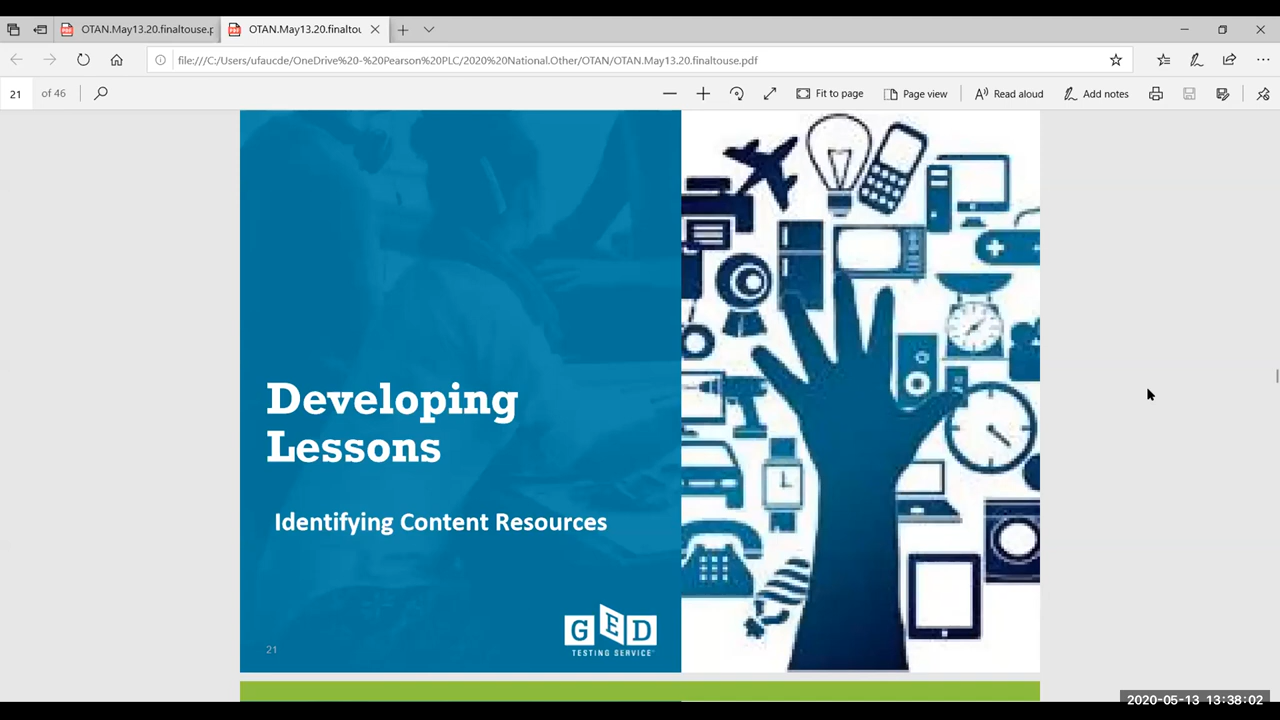 OTAN.May13.20.finaltouse.p
OTAN.May13.20.finaltou
file:///C:/Users/ufaucde/OneDrive%20-%20Pearson%20PLC/2020%20National.Other/OTAN/OTAN.May13.20.finaltouse.pdf
21 of 46
Fit to page
Page view
Read aloud
Add notes
Developing
Lessons
Identifying Content Resources
GED
TESTING SERVICE
21
2020-05-13 13:38:02